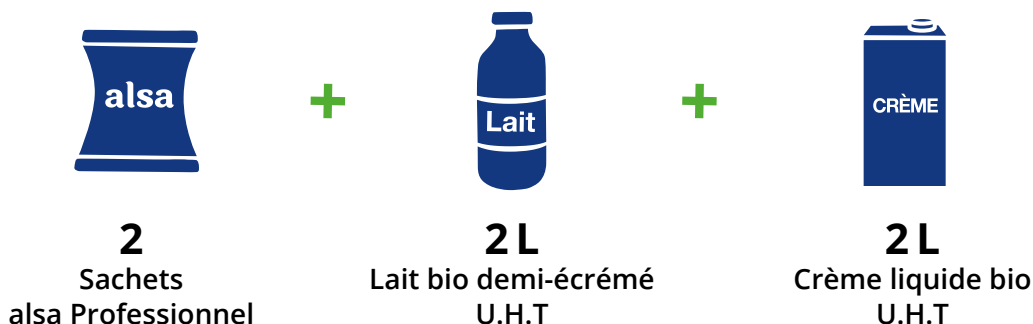 alsa
+
Lait
+
CRÈME
2
Sachets
alsa Professionnel
2 L
Lait bio demi-écrémé
U.H.T
2 L
Crème liquide bio
U.H.T